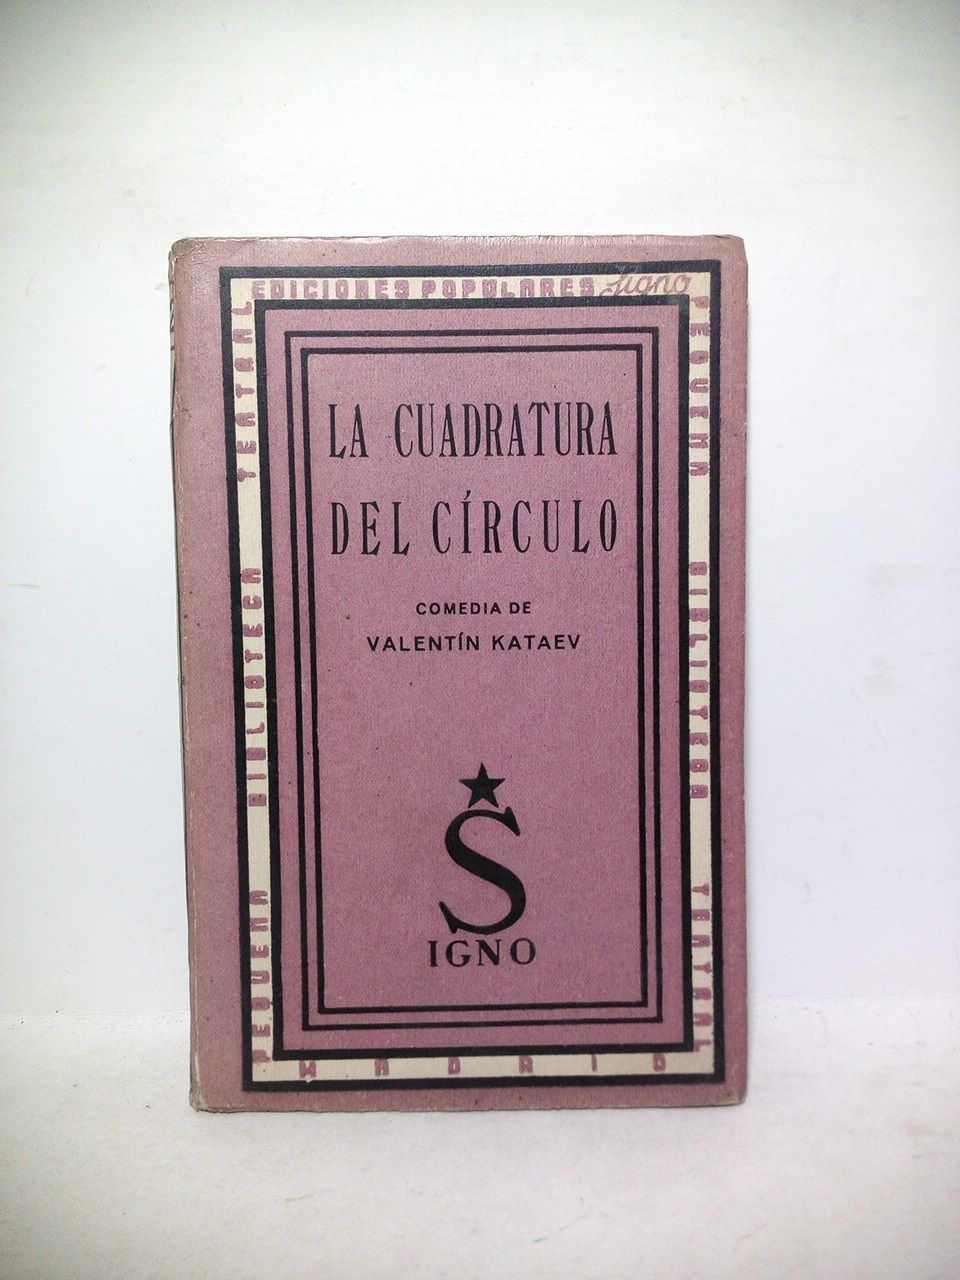 EDICIONES POPULARES Signo
PEQUEÑA BIBLIOTECA TEATRAL
PEQUEÑA BIBLIOTECA TEATRAL
LA CUADRATURA
DEL CÍRCULO
COMEDIA DE
VALENTÍN KATAEV
S
IGNO
MADRID